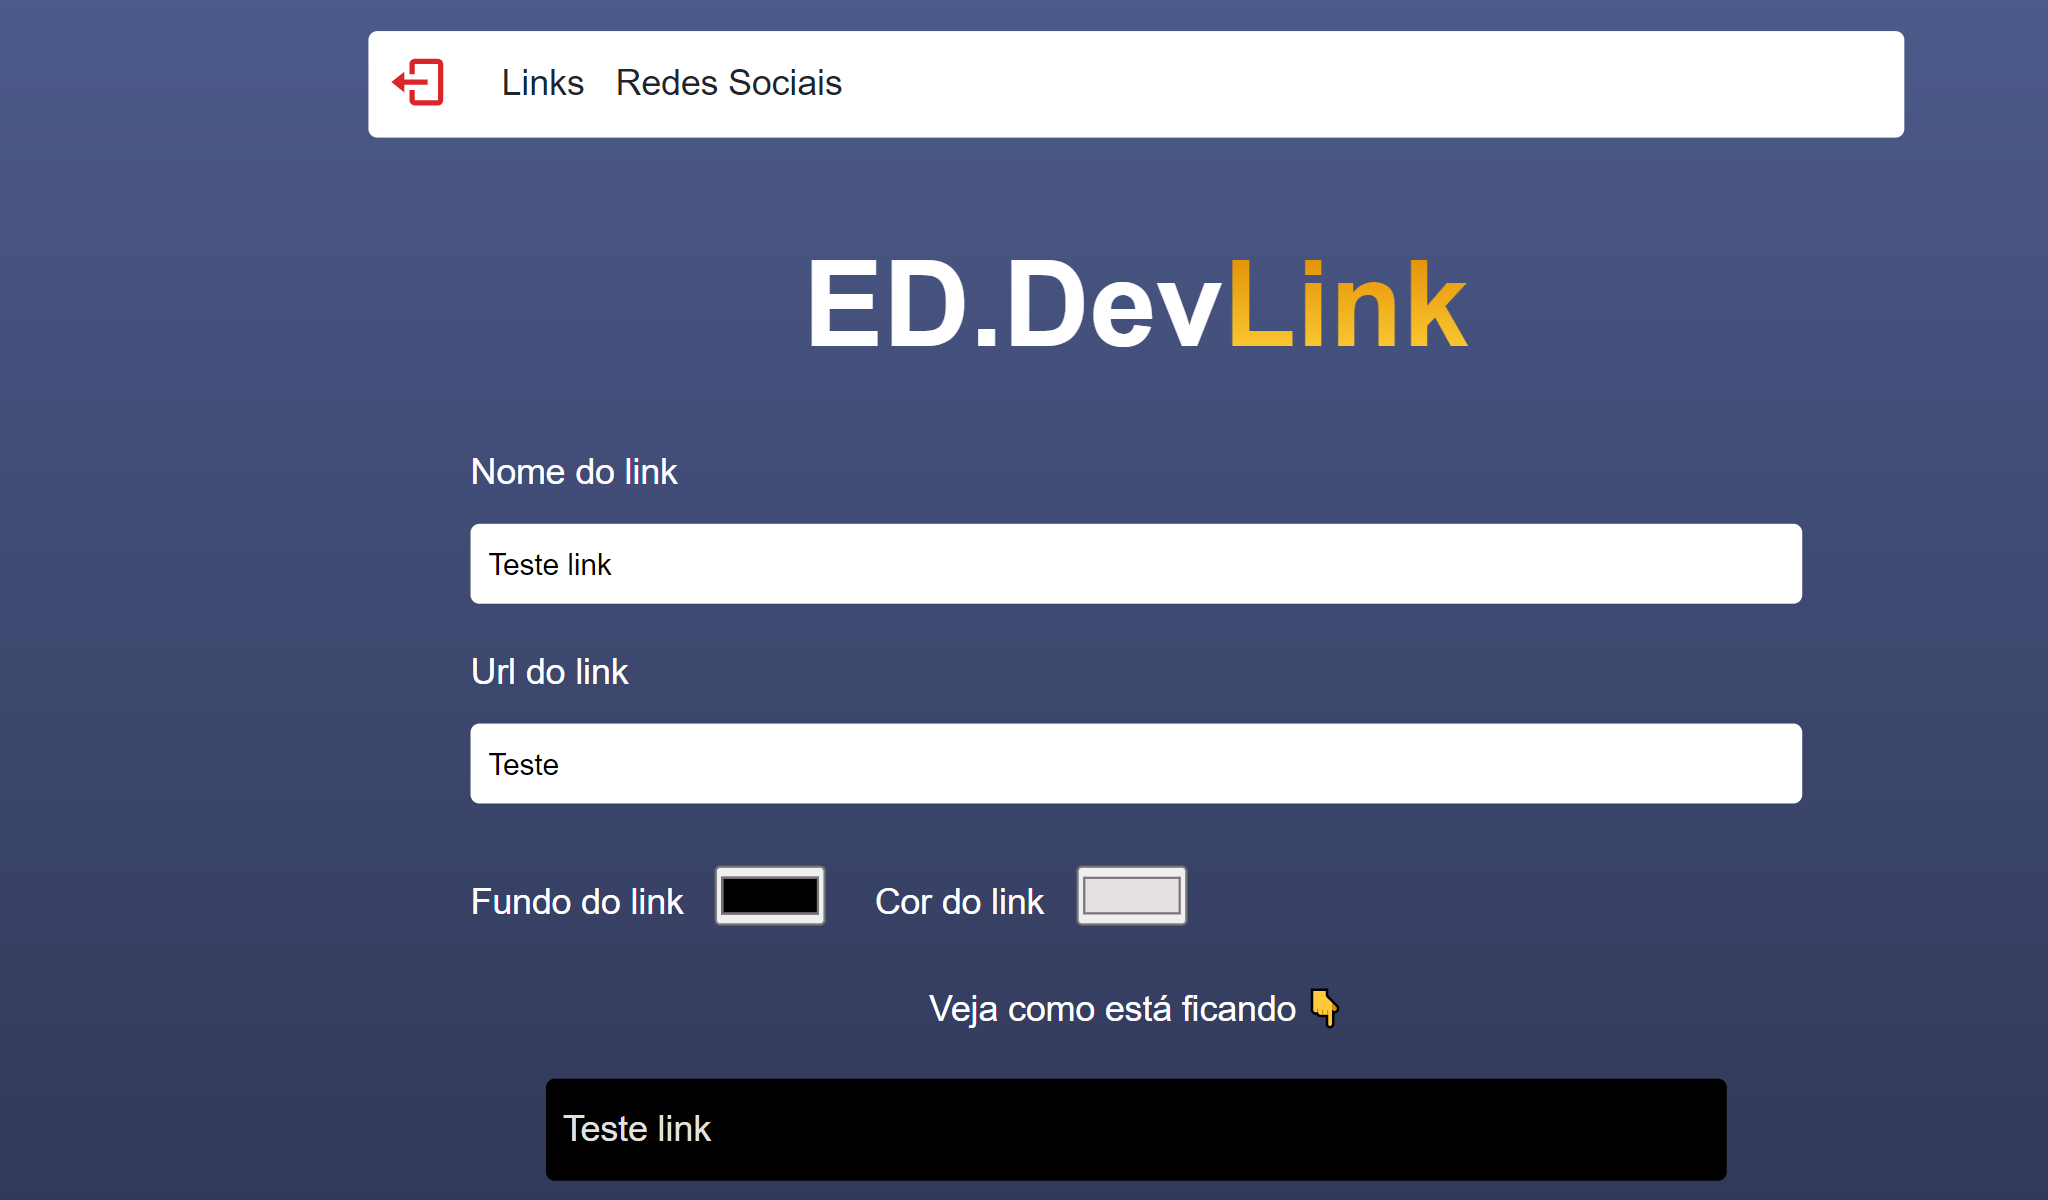 Links Redes Sociais
ED.DevLink
Nome do link
Teste link
Url do link
Teste
Fundo do link Cor do link
Veja como está ficando 👇
Teste link